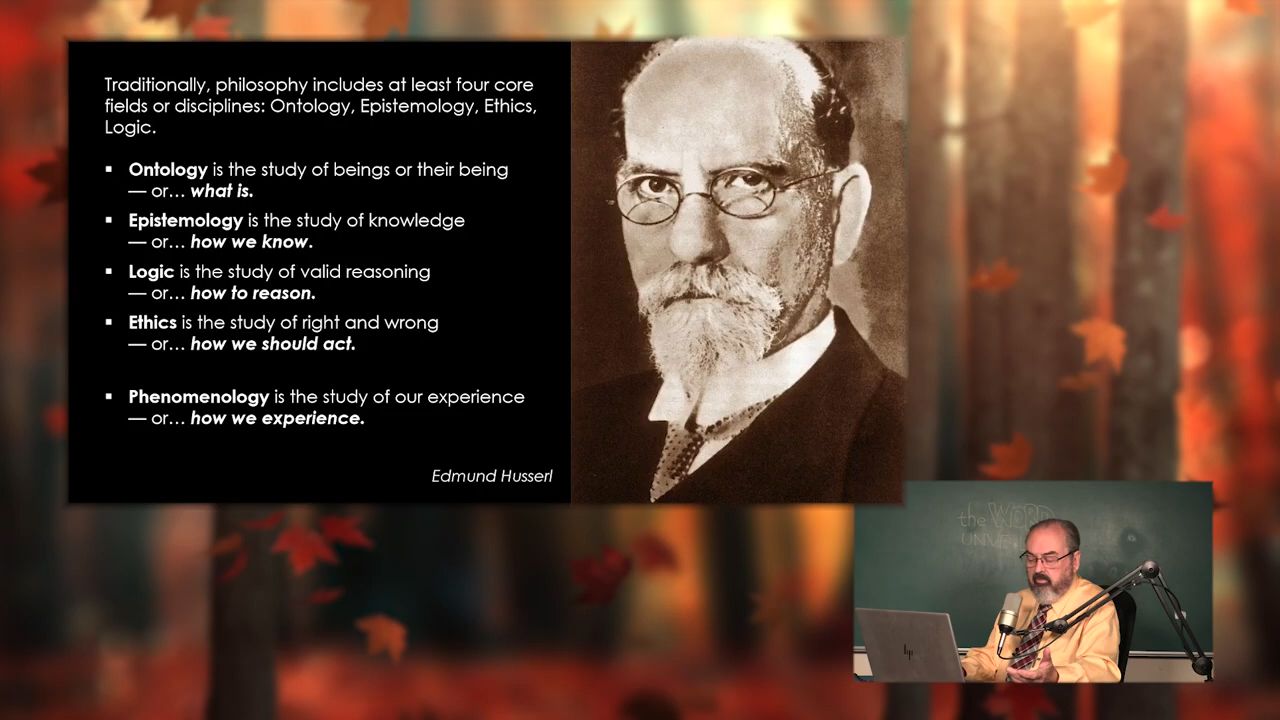 Traditionally, philosophy includes at least four core
fields or disciplines: Ontology, Epistemology, Ethics,
Logic.
▪ Ontology is the study of beings or their being
— or… what is.
▪ Epistemology is the study of knowledge
— or… how we know.
▪ Logic is the study of valid reasoning
— or… how to reason.
▪ Ethics is the study of right and wrong
— or… how we should act.
▪ Phenomenology is the study of our experience
— or… how we experience.
Edmund Husserl
the WORD
hp